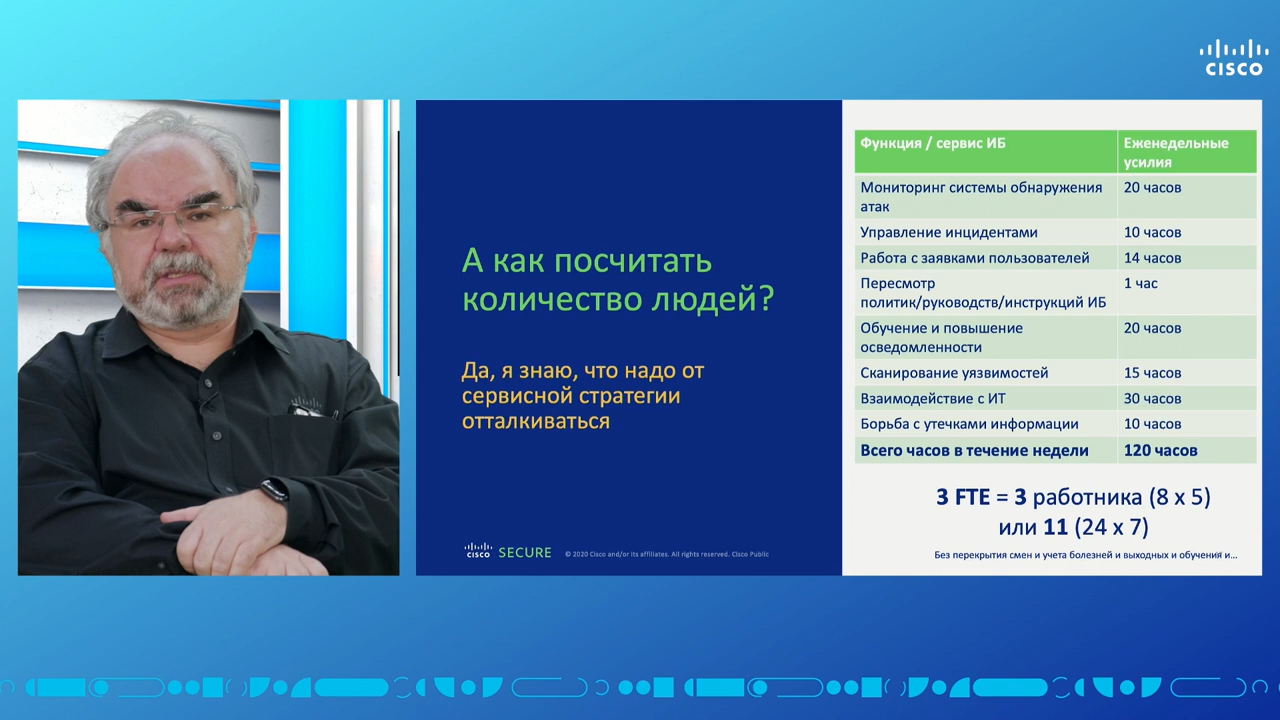 CISCO
А как посчитать
количество людей?
Да, я знаю, что надо от
сервисной стратегии
отталкиваться
CISCO SECURE © 2020 Cisco and/or its affiliates. All rights reserved. Cisco Public
Функция / сервис ИБ Еженедельные
усилия
Мониторинг системы обнаружения 20 часов
атак
Управление инцидентами 10 часов
Работа с заявками пользователей 14 часов
Пересмотр 1 час
политик/руководств/инструкций ИБ
Обучение и повышение 20 часов
осведомленности
Сканирование уязвимостей 15 часов
Взаимодействие с ИТ 30 часов
Борьба с утечками информации 10 часов
Всего часов в течение недели 120 часов
3 FTE = 3 работника (8 x 5)
или 11 (24 x 7)
Без перекрытия смен и учета болезней и выходных и обучения и…